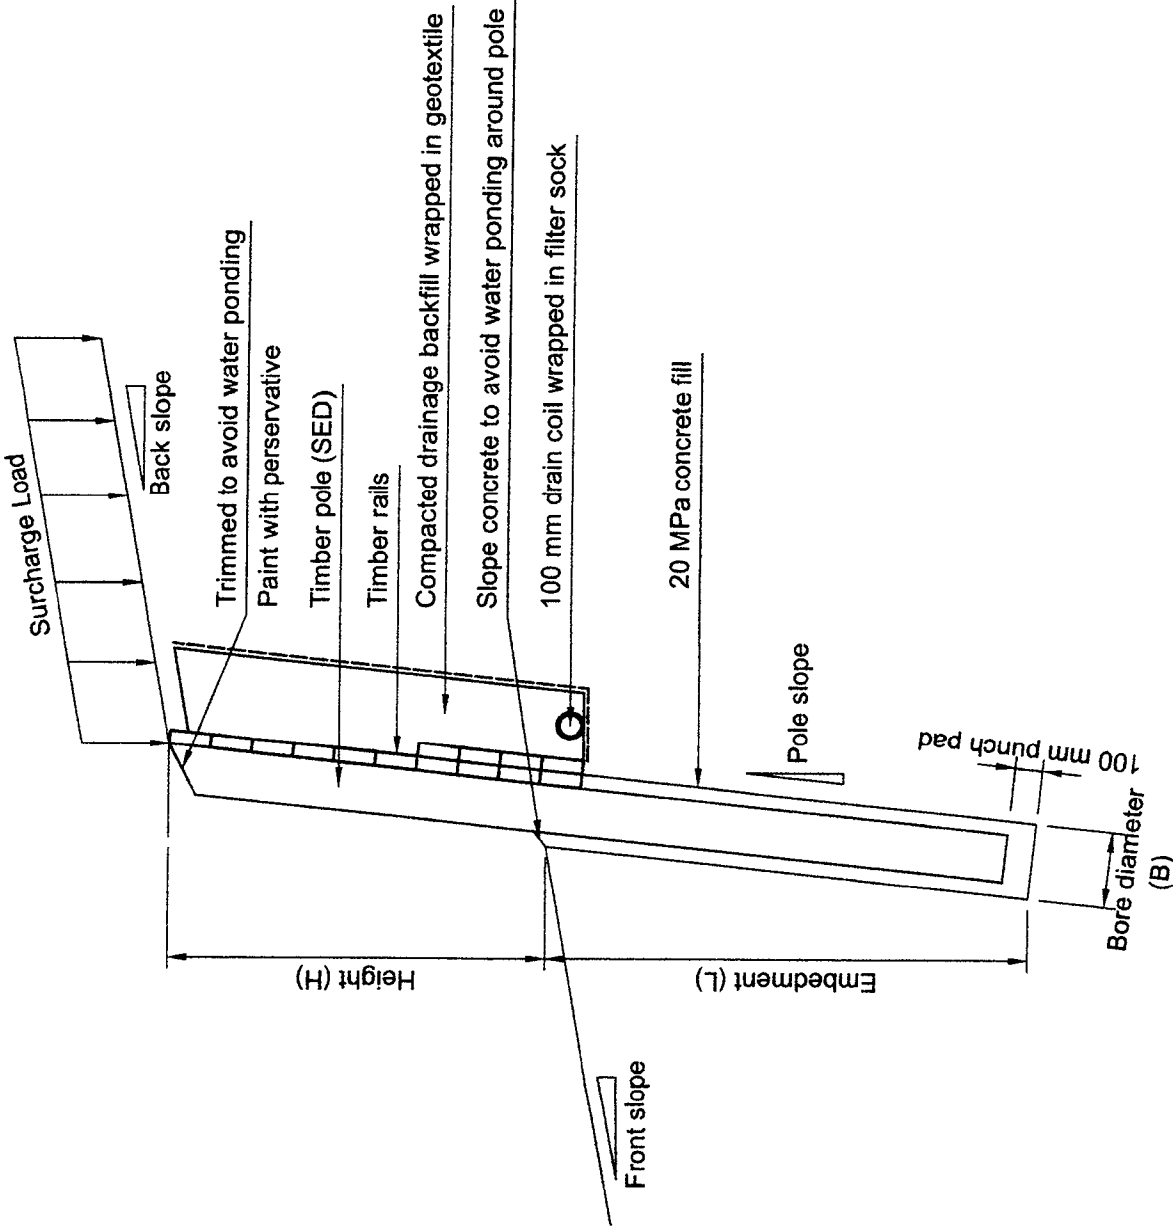 Surcharge Load
Back slope
Trimmed to avoid water ponding
Paint with perservative
Timber pole (SED)
Timber rails
Compacted drainage backfill wrapped in geotextile
Slope concrete to avoid water ponding around pole
100 mm drain coil wrapped in filter sock
20 MPa concrete fill
Height (H)
Embedment (L)
Front slope
Pole slope
100 mm punch pad
Bore diameter
(B)